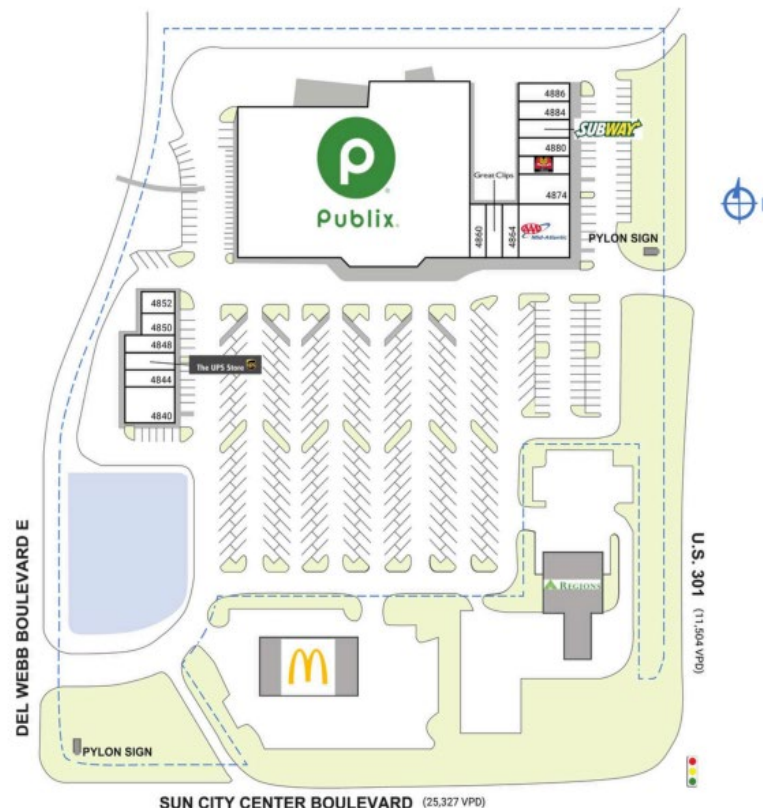 4886
4884
SUBWAY
4880
Great Clips
4874
P
Publix.
4860
4864
AAA
Mid-Atlantic
PYLON SIGN
4852
4850
4848
The UPS Store
ups
4844
4840
DEL WEBB BOULEVARD E
U.S. 301 (11,504 VPD)
REGIONS
M
PYLON SIGN
SUN CITY CENTER BOULEVARD (25,327 VPD)